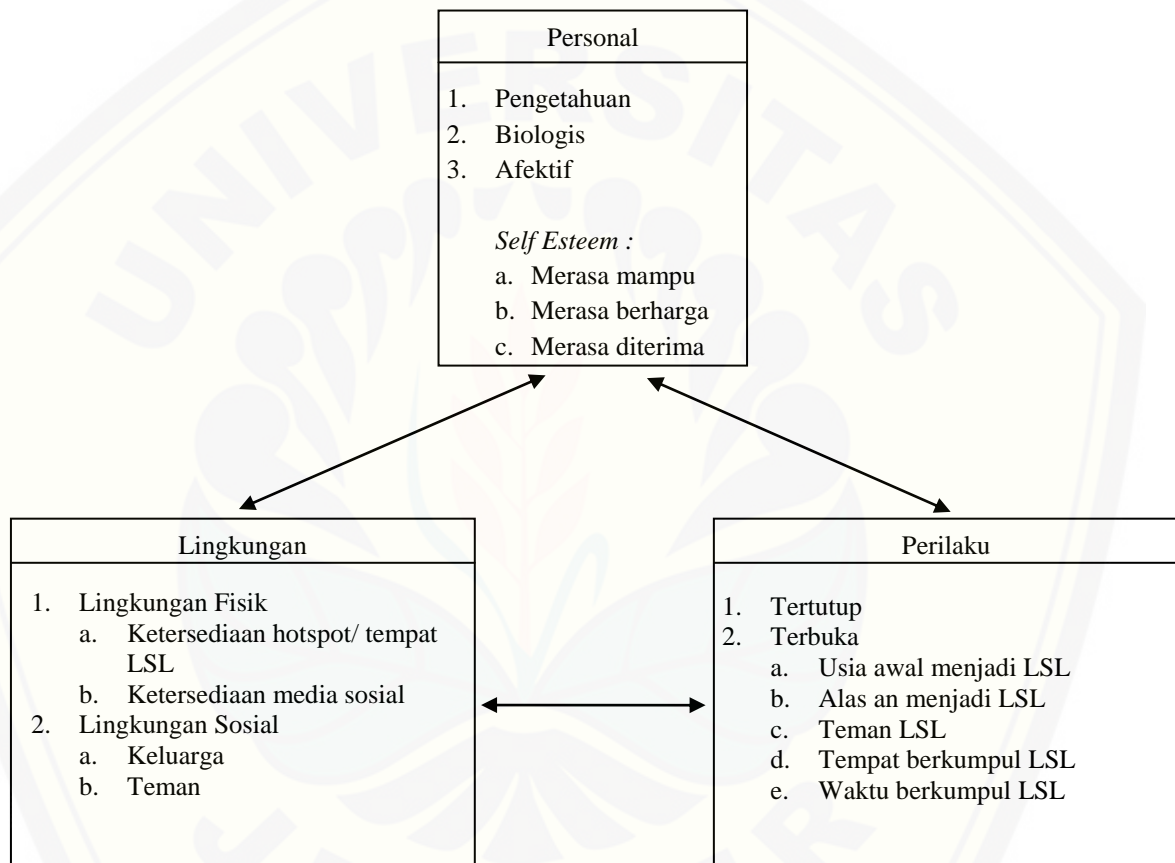 UNIVERSITAS
Personal
1. Pengetahuan
2. Biologis
3. Afektif
Self Esteem :
a. Merasa mampu
b. Merasa berharga
c. Merasa diterima
Lingkungan
1. Lingkungan Fisik
a. Ketersediaan hotspot/ tempat
LSL
b. Ketersediaan media sosial
2. Lingkungan Sosial
a. Keluarga
b. Teman
Perilaku
1. Tertutup
2. Terbuka
a. Usia awal menjadi LSL
b. Alas an menjadi LSL
c. Teman LSL
d. Tempat berkumpul LSL
e. Waktu berkumpul LSL